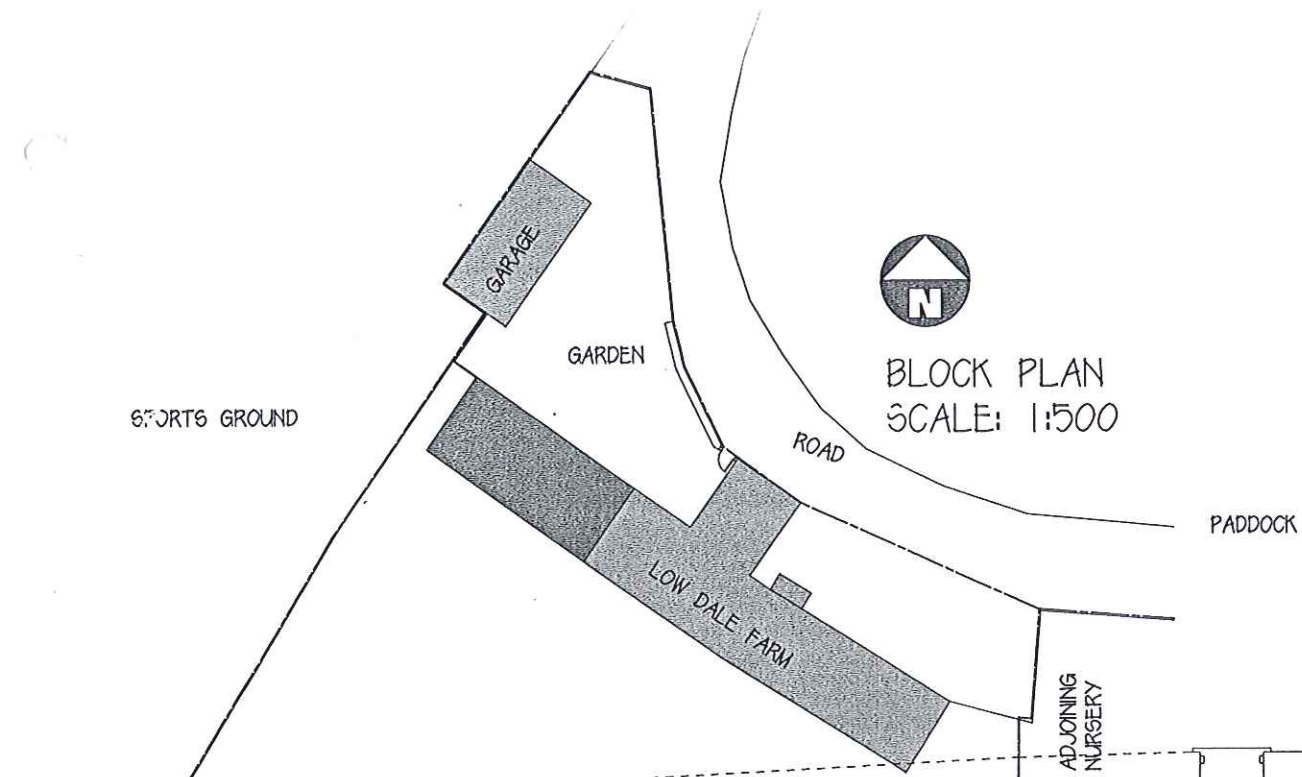 N
BLOCK PLAN
SCALE: 1:500
GARAGE
GARDEN
SPORTS GROUND
ROAD
PADDOCK
LOW DALE FARM
ADJOINING
NURSERY